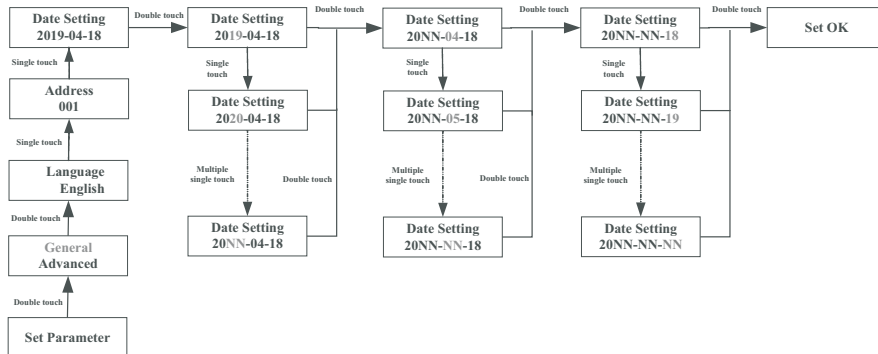 Date Setting
2019-04-18
Double touch
Date Setting
2019-04-18
Double touch
Date Setting
20NN-04-18
Double touch
Date Setting
20NN-NN-18
Double touch
Set OK
Single touch
Address
001
Single
touch
Date Setting
2020-04-18
Single
touch
Date Setting
20NN-05-18
Single
touch
Date Setting
20NN-NN-19
Single touch
Language
English
Multiple
single touch
Double touch
Multiple
single touch
Double touch
Multiple
single touch
Double touch
General
Advanced
Date Setting
20NN-04-18
Date Setting
20NN-NN-18
Date Setting
20NN-NN-NN
Double touch
Set Parameter